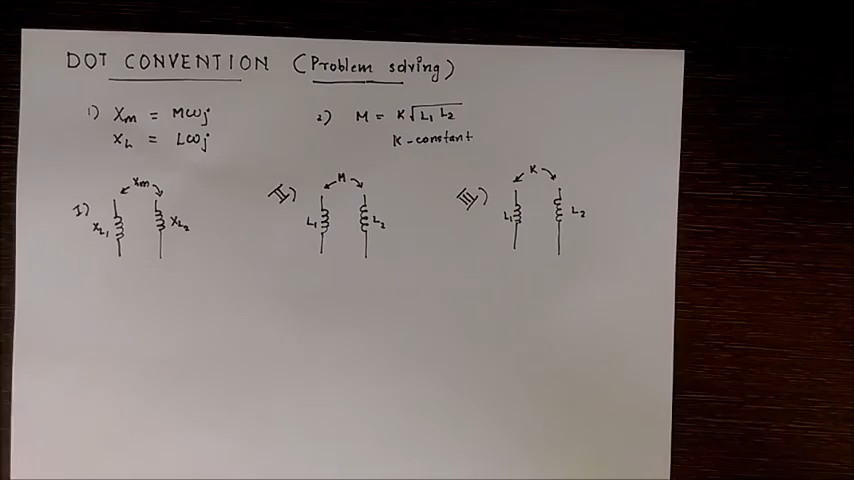 DOT CONVENTION (Problem solving)
1) Xm = Mωj
XL = Lωj
2) M = K√L1 L2
K-constant
I) Xm
XL1 XL2
II) M
L1 L2
III) K
L1 L2